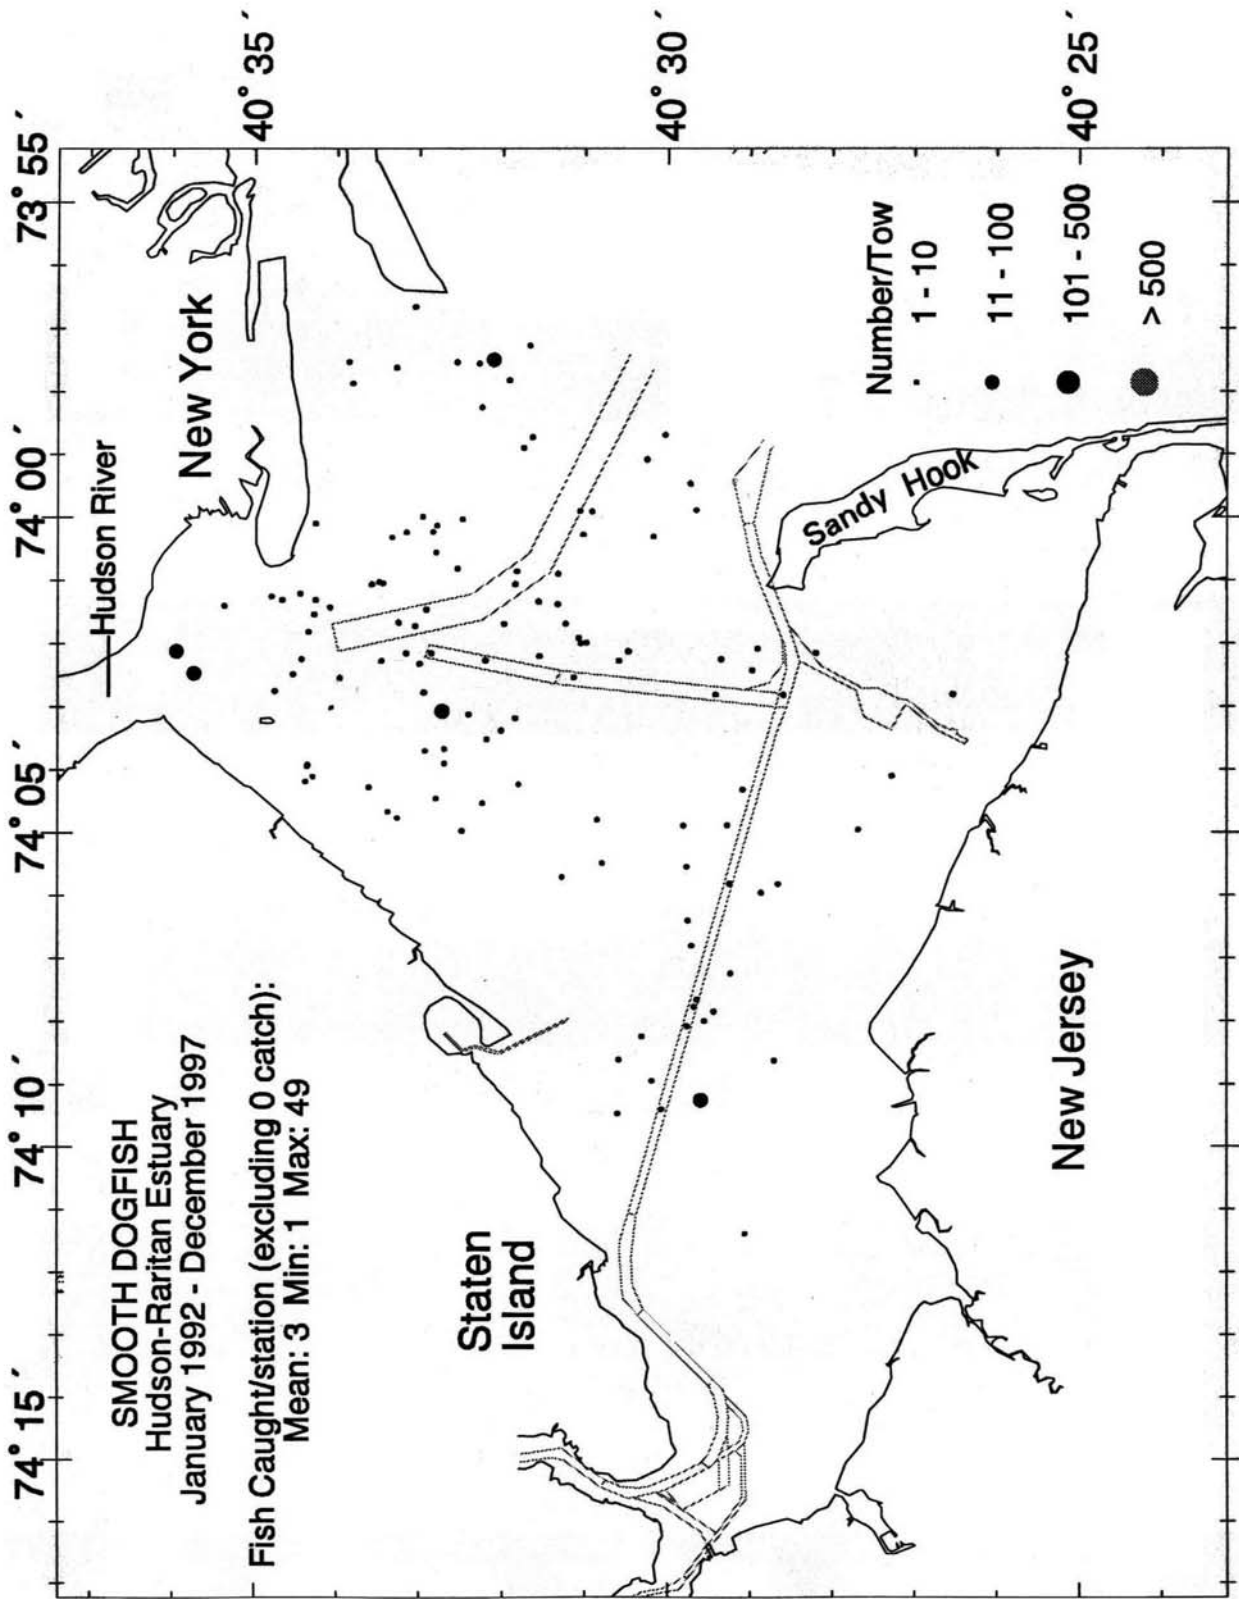 SMOOTH DOGFISH
Hudson-Raritan Estuary
January 1992 - December 1997
Fish Caught/station (excluding 0 catch):
Mean: 3 Min: 1 Max: 49
74° 15´
74° 10´
74° 05´
74° 00´
73° 55´
Hudson River
New York
Staten
Island
Sandy Hook
New Jersey
40° 35´
40° 30´
40° 25´
Number/Tow
1 - 10
11 - 100
101 - 500
> 500